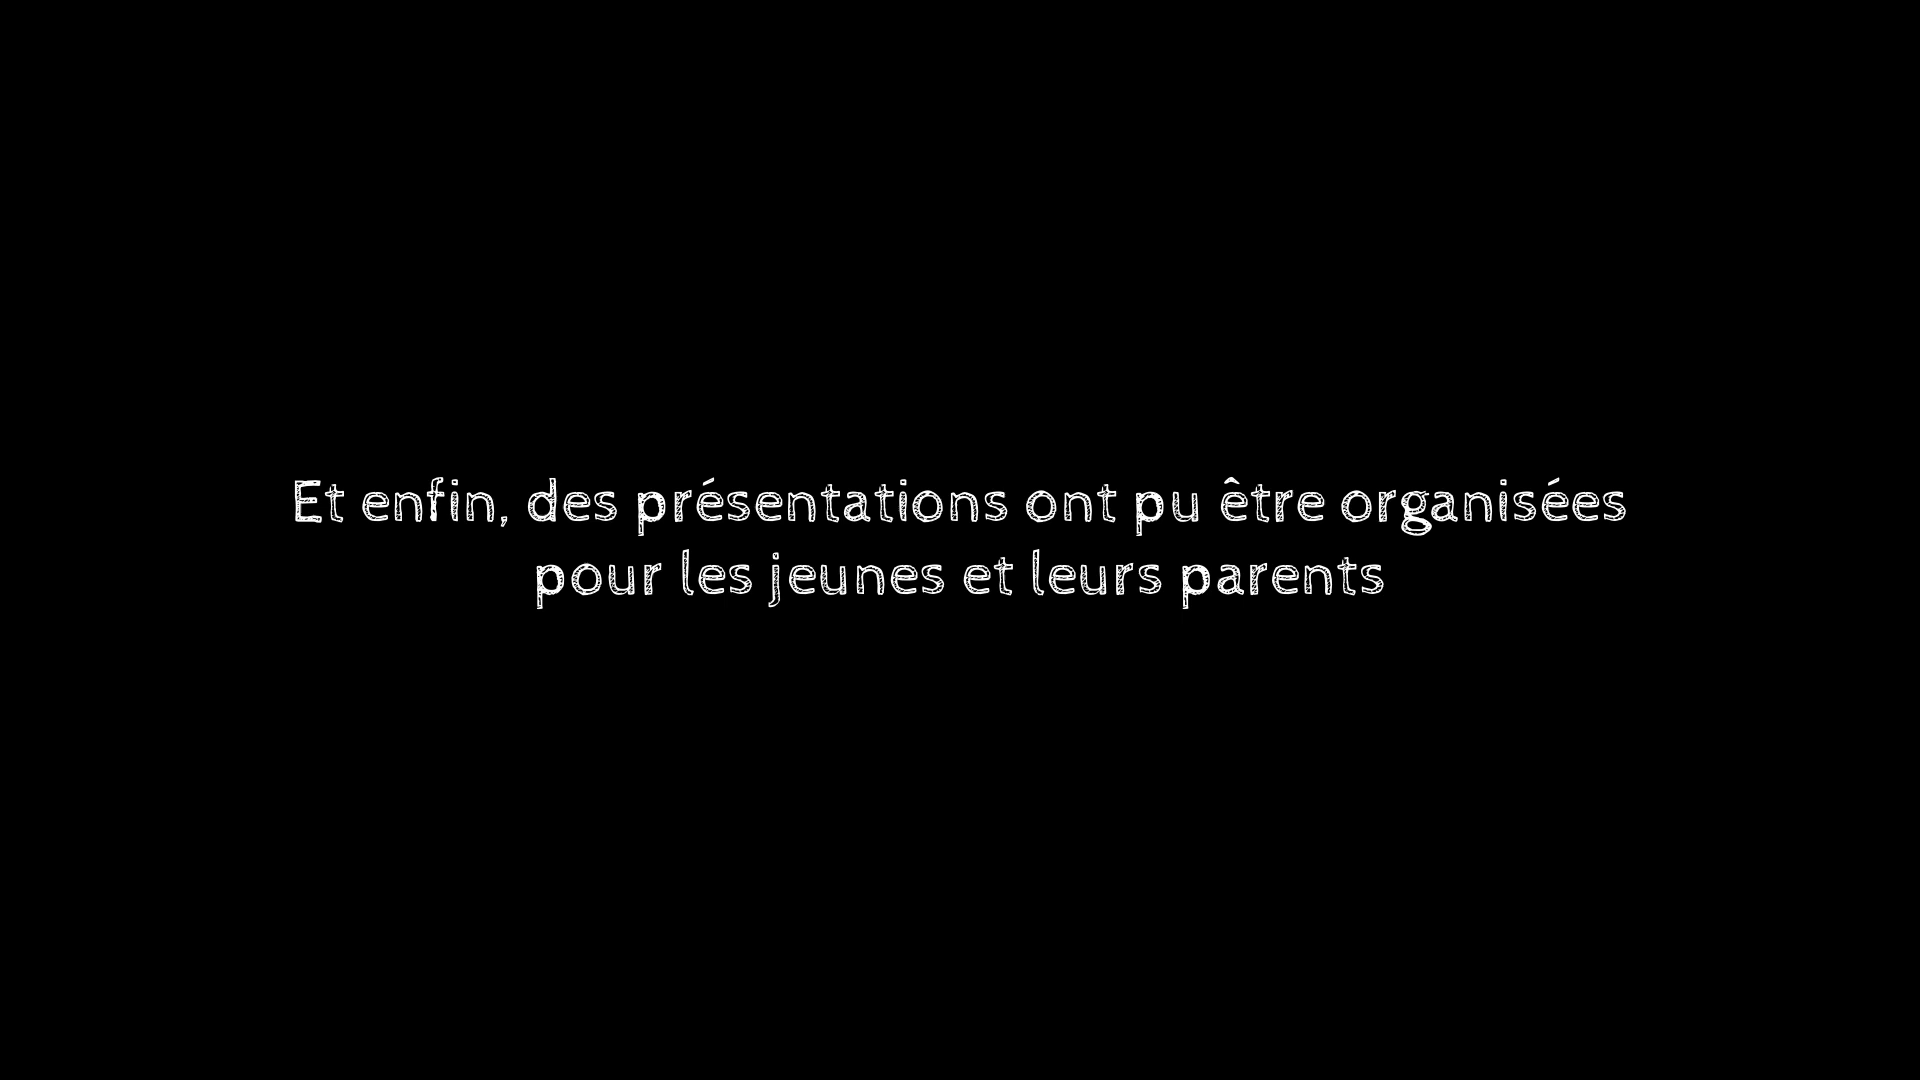 Et enfin, des présentations ont pu être organisées
pour les jeunes et leurs parents